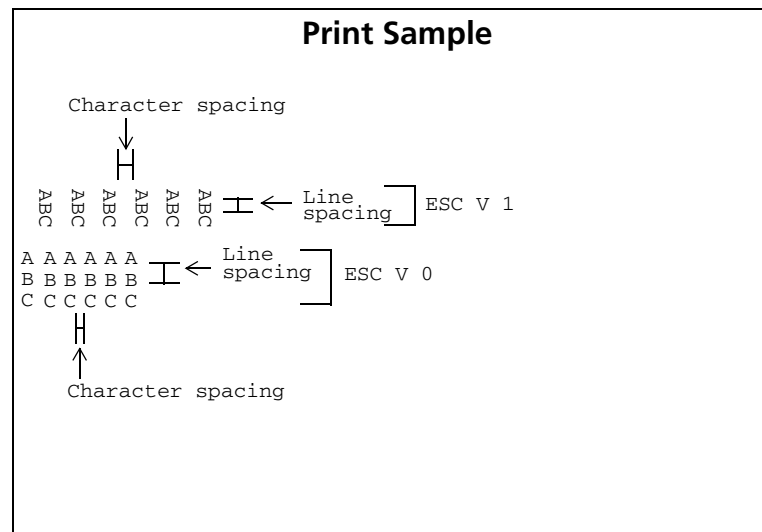 Print Sample
Character spacing
ABC ABC ABC ABC ABC ABC
Line
spacing
ESC V 1
A A A A A A
B B B B B B
C C C C C C
Line
spacing
ESC V 0
Character spacing